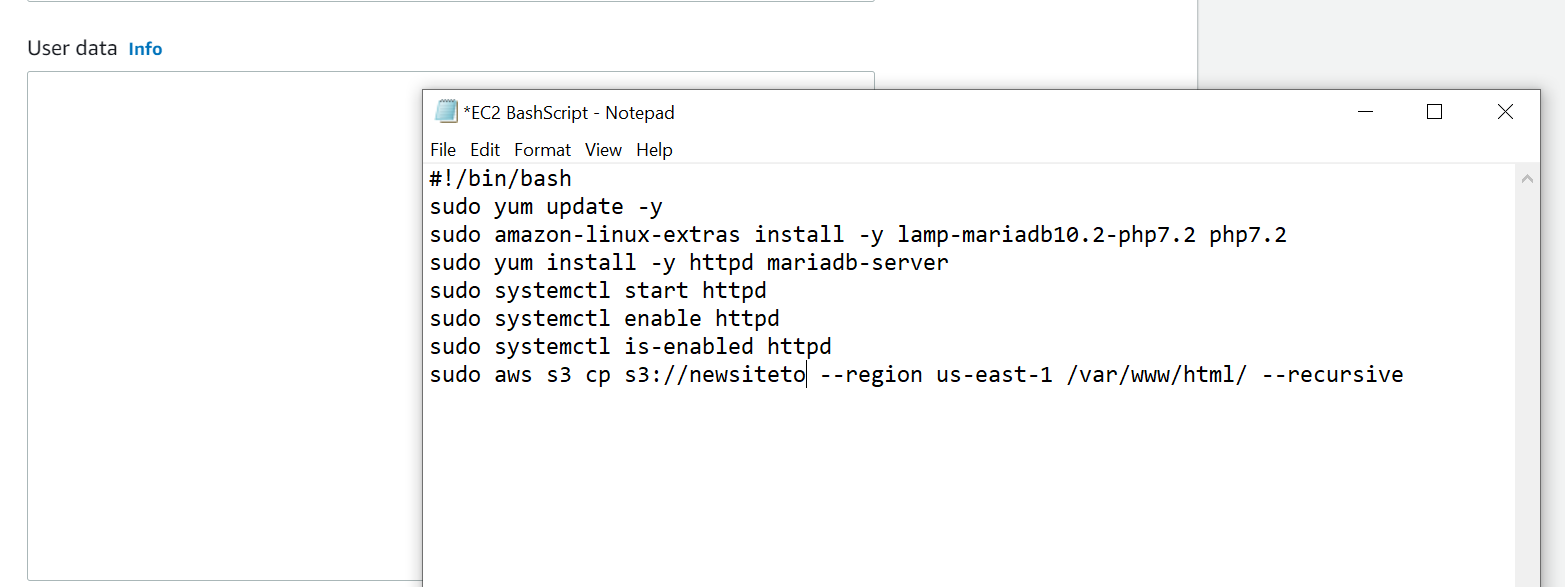 User data Info
*EC2 BashScript - Notepad
File Edit Format View Help
#!/bin/bash
sudo yum update -y
sudo amazon-linux-extras install -y lamp-mariadb10.2-php7.2 php7.2
sudo yum install -y httpd mariadb-server
sudo systemctl start httpd
sudo systemctl enable httpd
sudo systemctl is-enabled httpd
sudo aws s3 cp s3://newsiteto --region us-east-1 /var/www/html/ --recursive